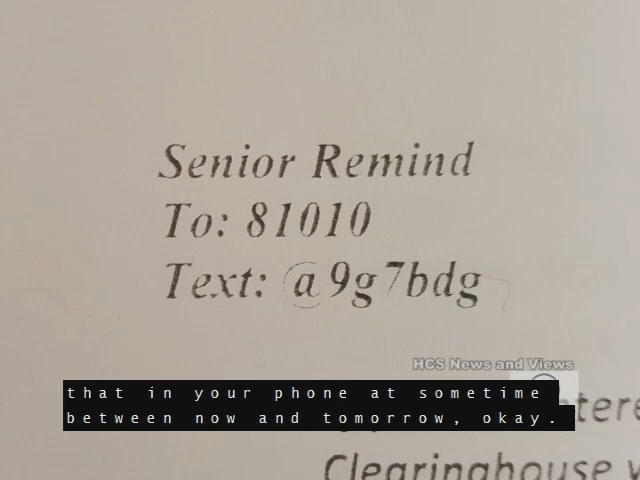 Senior Remind
To: 81010
Text: @9g7bdg
HCS News and Views
that in your phone at sometime
between now and tomorrow, okay.
Clearinghouse